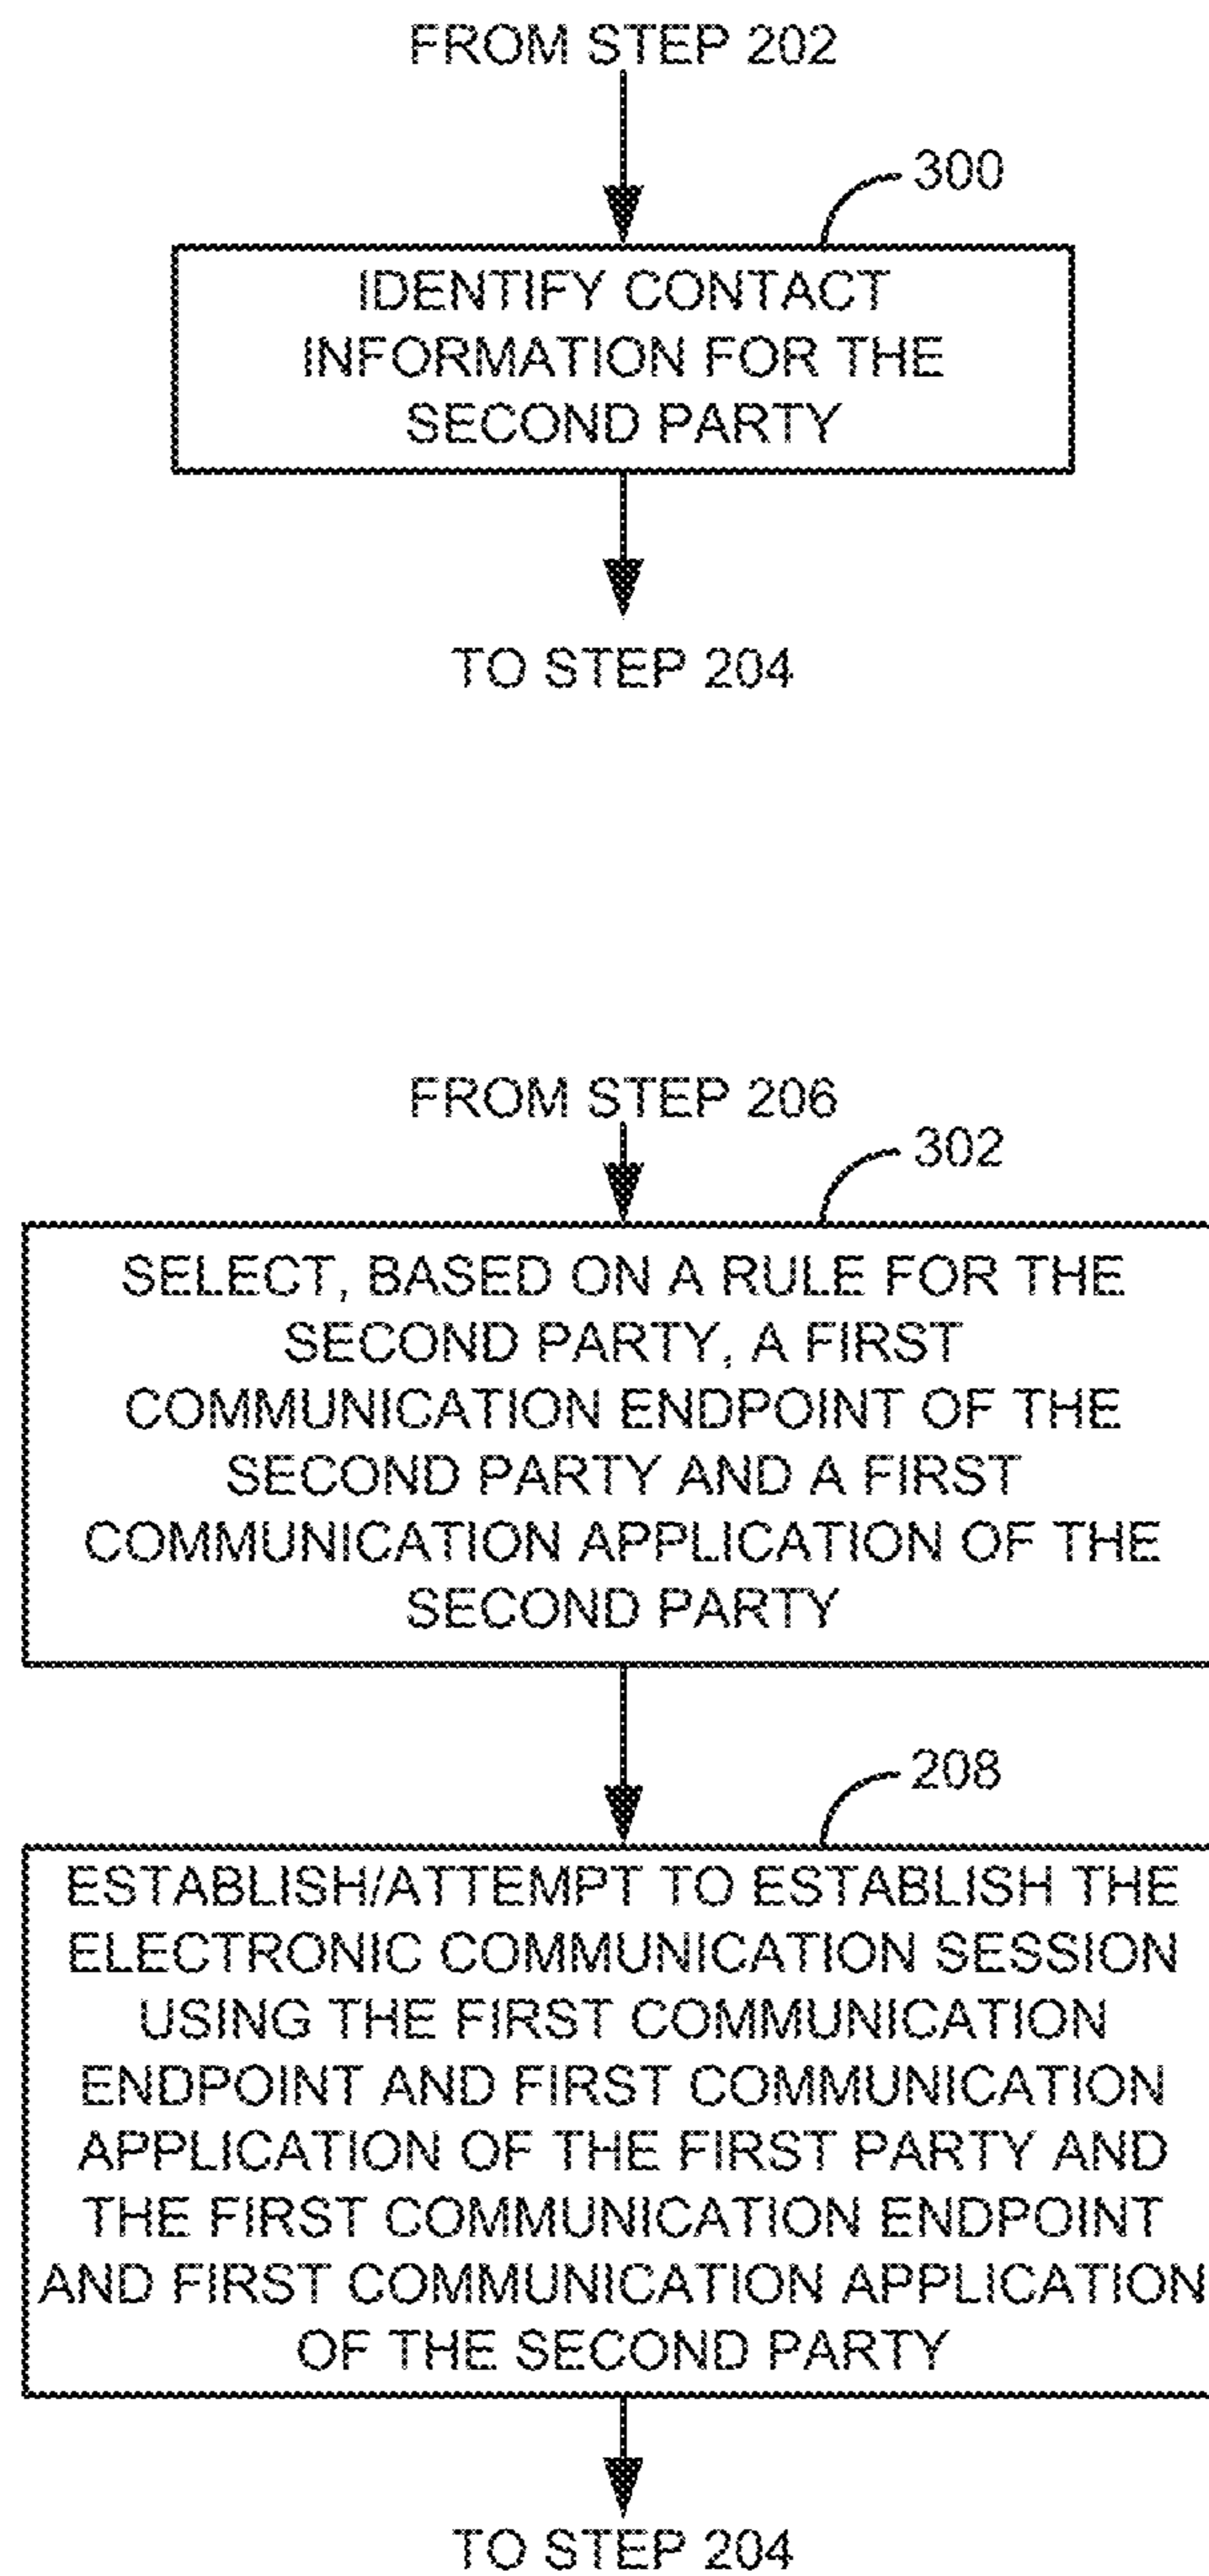 FROM STEP 202
300
IDENTIFY CONTACT
INFORMATION FOR THE
SECOND PARTY
TO STEP 204
FROM STEP 206
302
SELECT, BASED ON A RULE FOR THE
SECOND PARTY, A FIRST
COMMUNICATION ENDPOINT OF THE
SECOND PARTY AND A FIRST
COMMUNICATION APPLICATION OF THE
SECOND PARTY
208
ESTABLISH/ATTEMPT TO ESTABLISH THE
ELECTRONIC COMMUNICATION SESSION
USING THE FIRST COMMUNICATION
ENDPOINT AND FIRST COMMUNICATION
APPLICATION OF THE FIRST PARTY AND
THE FIRST COMMUNICATION ENDPOINT
AND FIRST COMMUNICATION APPLICATION
OF THE SECOND PARTY
TO STEP 204